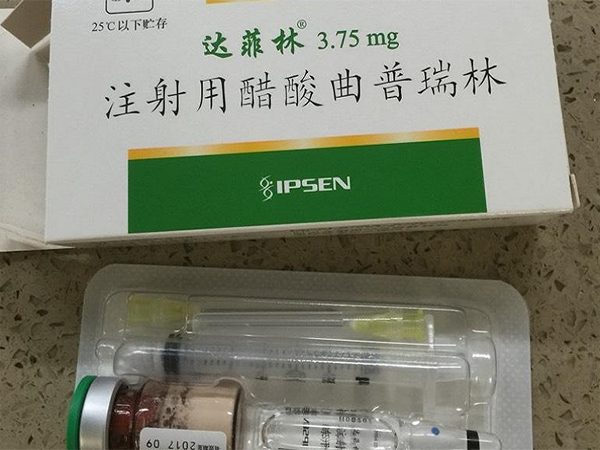 25℃以下贮存
达菲林® 3.75 mg
注射用醋酸曲普瑞林
IPSEN
2017 09